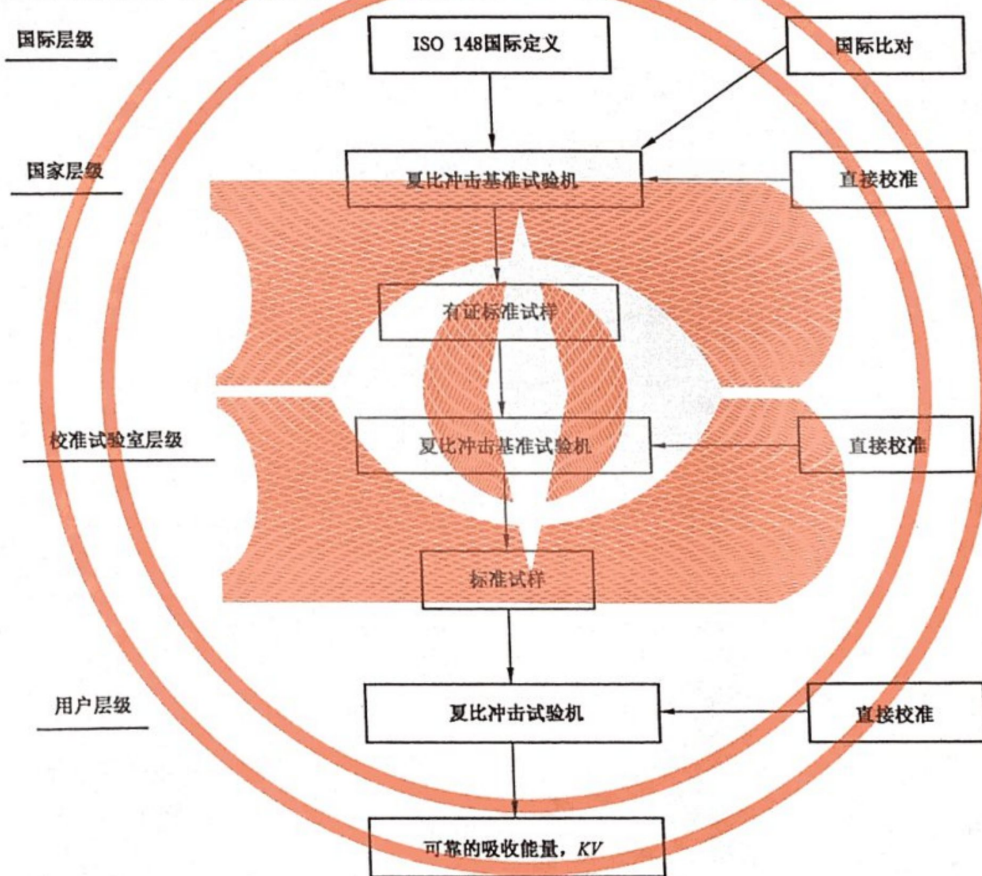 国际层级
ISO 148国际定义
国际比对
国家层级
夏比冲击基准试验机
直接校准
有证标准试样
校准试验室层级
夏比冲击基准试验机
直接校准
标准试样
用户层级
夏比冲击试验机
直接校准
可靠的吸收能量，KV